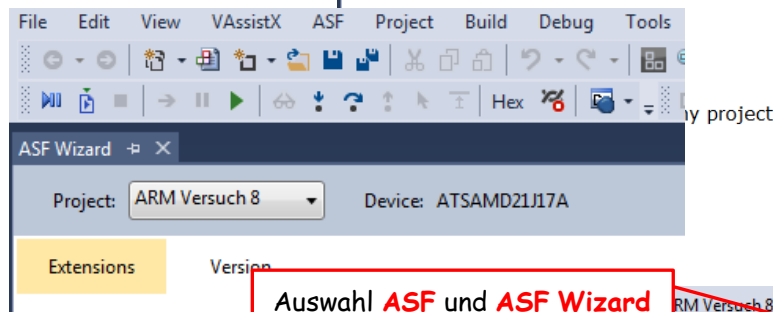 File Edit View VAssistX ASF Project Build Debug Tools
Hex
ny project
ASF Wizard
Project: ARM Versuch 8 Device: ATSAMD21J17A
Extensions Version
Auswahl ASF und ASF Wizard
RM Versuch 8